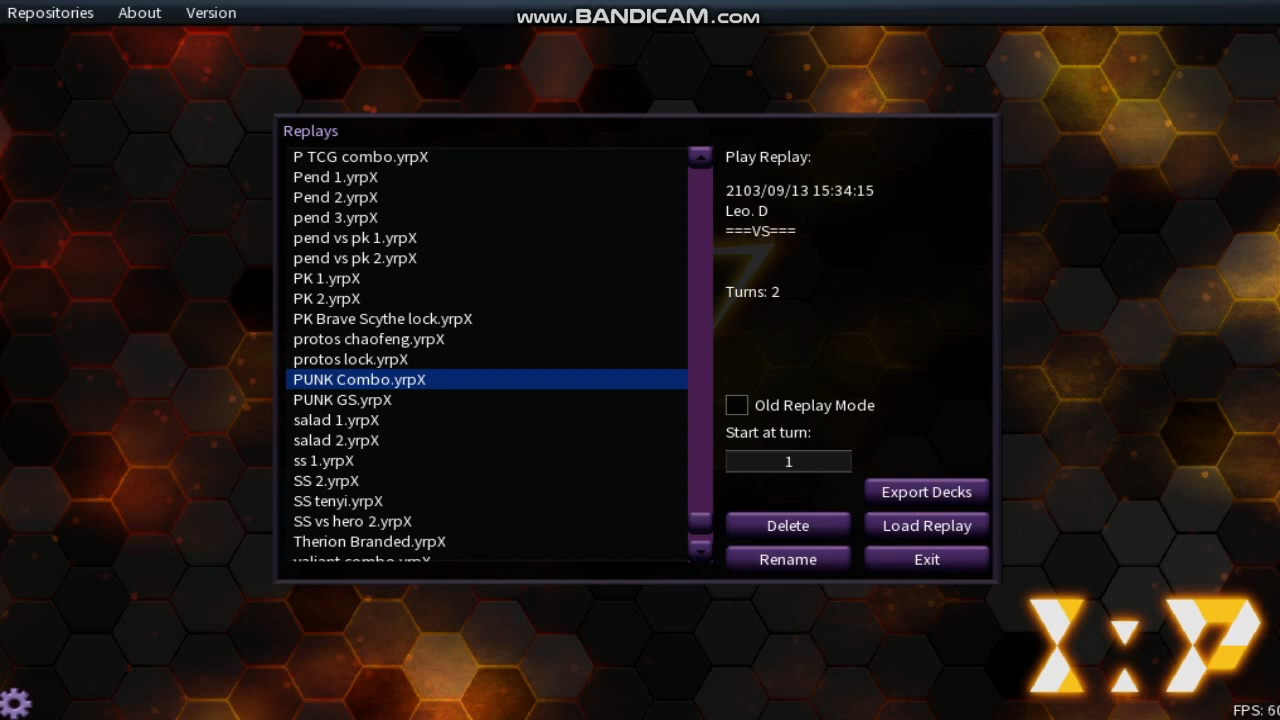 Repositories About Version
www.BANDICAM.com
Replays
P TCG combo.yrpX
Pend 1.yrpX
Pend 2.yrpX
pend 3.yrpX
pend vs pk 1.yrpX
pend vs pk 2.yrpX
PK 1.yrpX
PK 2.yrpX
PK Brave Scythe lock.yrpX
protos chaofeng.yrpX
protos lock.yrpX
PUNK Combo.yrpX
PUNK GS.yrpX
salad 1.yrpX
salad 2.yrpX
ss 1.yrpX
SS 2.yrpX
SS tenyi.yrpX
SS vs hero 2.yrpX
Therion Branded.yrpX
valiant combo.yrpX
Play Replay:
2103/09/13 15:34:15
Leo. D
===VS===
Turns: 2
Old Replay Mode
Start at turn:
1
Export Decks
Delete Load Replay
Rename Exit
X:P
FPS: 60